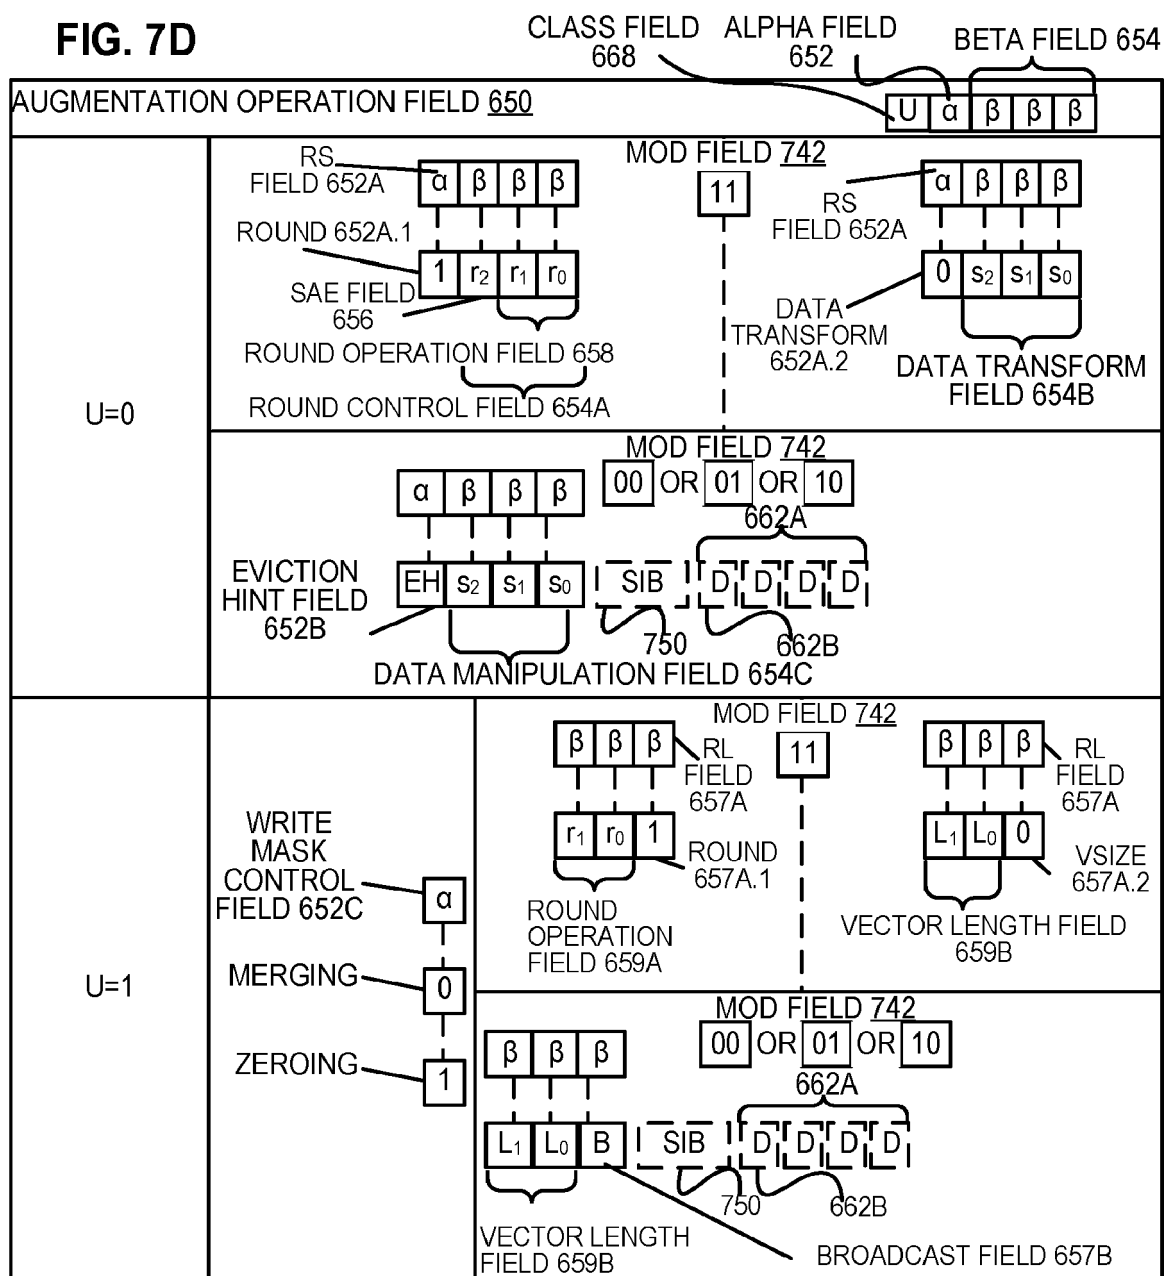 FIG. 7D
CLASS FIELD 668
ALPHA FIELD 652
BETA FIELD 654
AUGMENTATION OPERATION FIELD 650
U α β β β
U=0
MOD FIELD 742
11
RS FIELD 652A
α β β β
ROUND 652A.1
1 r2 r1 r0
SAE FIELD 656
ROUND OPERATION FIELD 658
ROUND CONTROL FIELD 654A
RS FIELD 652A
α β β β
0 s2 s1 s0
DATA TRANSFORM 652A.2
DATA TRANSFORM FIELD 654B
MOD FIELD 742
00 OR 01 OR 10
α β β β
662A
EVICTION HINT FIELD 652B
EH s2 s1 s0
SIB
D D D D
750
662B
DATA MANIPULATION FIELD 654C
U=1
WRITE MASK CONTROL FIELD 652C
α
MERGING
0
ZEROING
1
MOD FIELD 742
11
β β β
RL FIELD 657A
r1 r0 1
ROUND 657A.1
ROUND OPERATION FIELD 659A
β β β
RL FIELD 657A
L1 L0 0
VSIZE 657A.2
VECTOR LENGTH FIELD 659B
MOD FIELD 742
00 OR 01 OR 10
β β β
662A
L1 L0 B
SIB
D D D D
750
662B
VECTOR LENGTH FIELD 659B
BROADCAST FIELD 657B